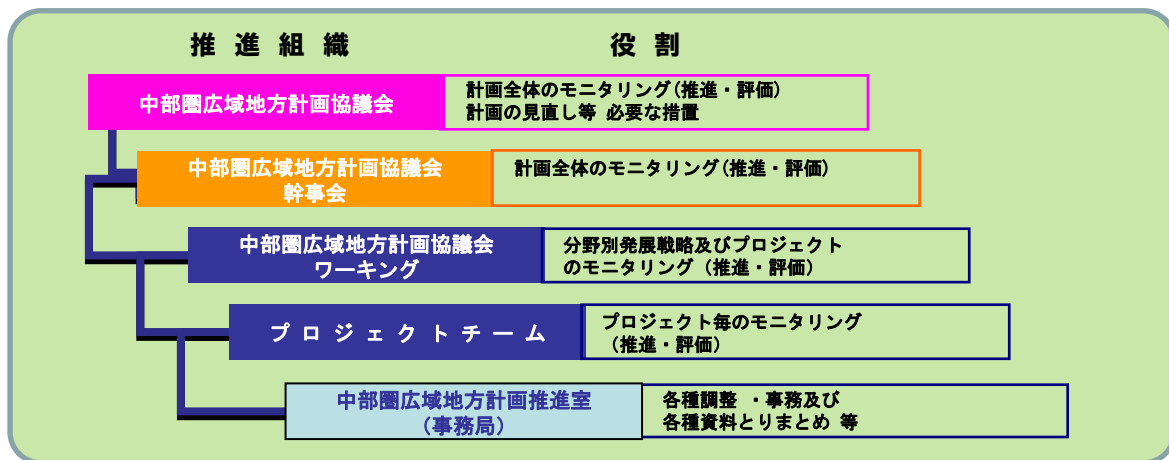 推進組織 役割
中部圏広域地方計画協議会
計画全体のモニタリング(推進・評価)
計画の見直し等 必要な措置
中部圏広域地方計画協議会
幹事会
計画全体のモニタリング(推進・評価)
中部圏広域地方計画協議会
ワーキング
分野別発展戦略及びプロジェクト
のモニタリング (推進・評価)
プロジェクトチーム
プロジェクト毎のモニタリング
(推進・評価)
中部圏広域地方計画推進室
(事務局)
各種調整 ・事務及び
各種資料とりまとめ 等